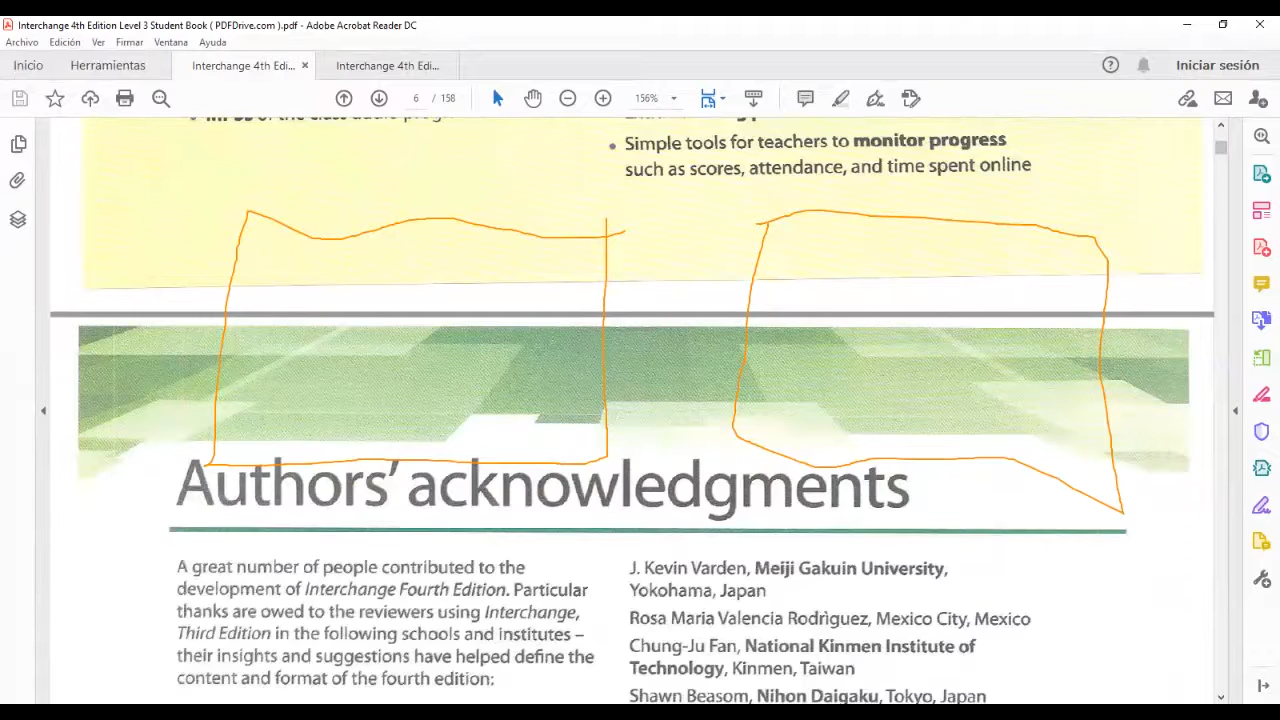 Interchange 4th Edition Level 3 Student Book ( PDFDrive.com ).pdf - Adobe Acrobat Reader DC
Archivo Edición Ver Firmar Ventana Ayuda
Inicio Herramientas Interchange 4th Edi... × Interchange 4th Edi... Iniciar sesión
6 / 158 156%
of the class audio
• Simple tools for teachers to monitor progress
such as scores, attendance, and time spent online
Authors' acknowledgments
A great number of people contributed to the
development of Interchange Fourth Edition. Particular
thanks are owed to the reviewers using Interchange,
Third Edition in the following schools and institutes –
their insights and suggestions have helped define the
content and format of the fourth edition:
J. Kevin Varden, Meiji Gakuin University,
Yokohama, Japan
Rosa Maria Valencia Rodrìguez, Mexico City, Mexico
Chung-Ju Fan, National Kinmen Institute of
Technology, Kinmen, Taiwan
Shawn Beasom, Nihon Daigaku, Tokyo, Japan